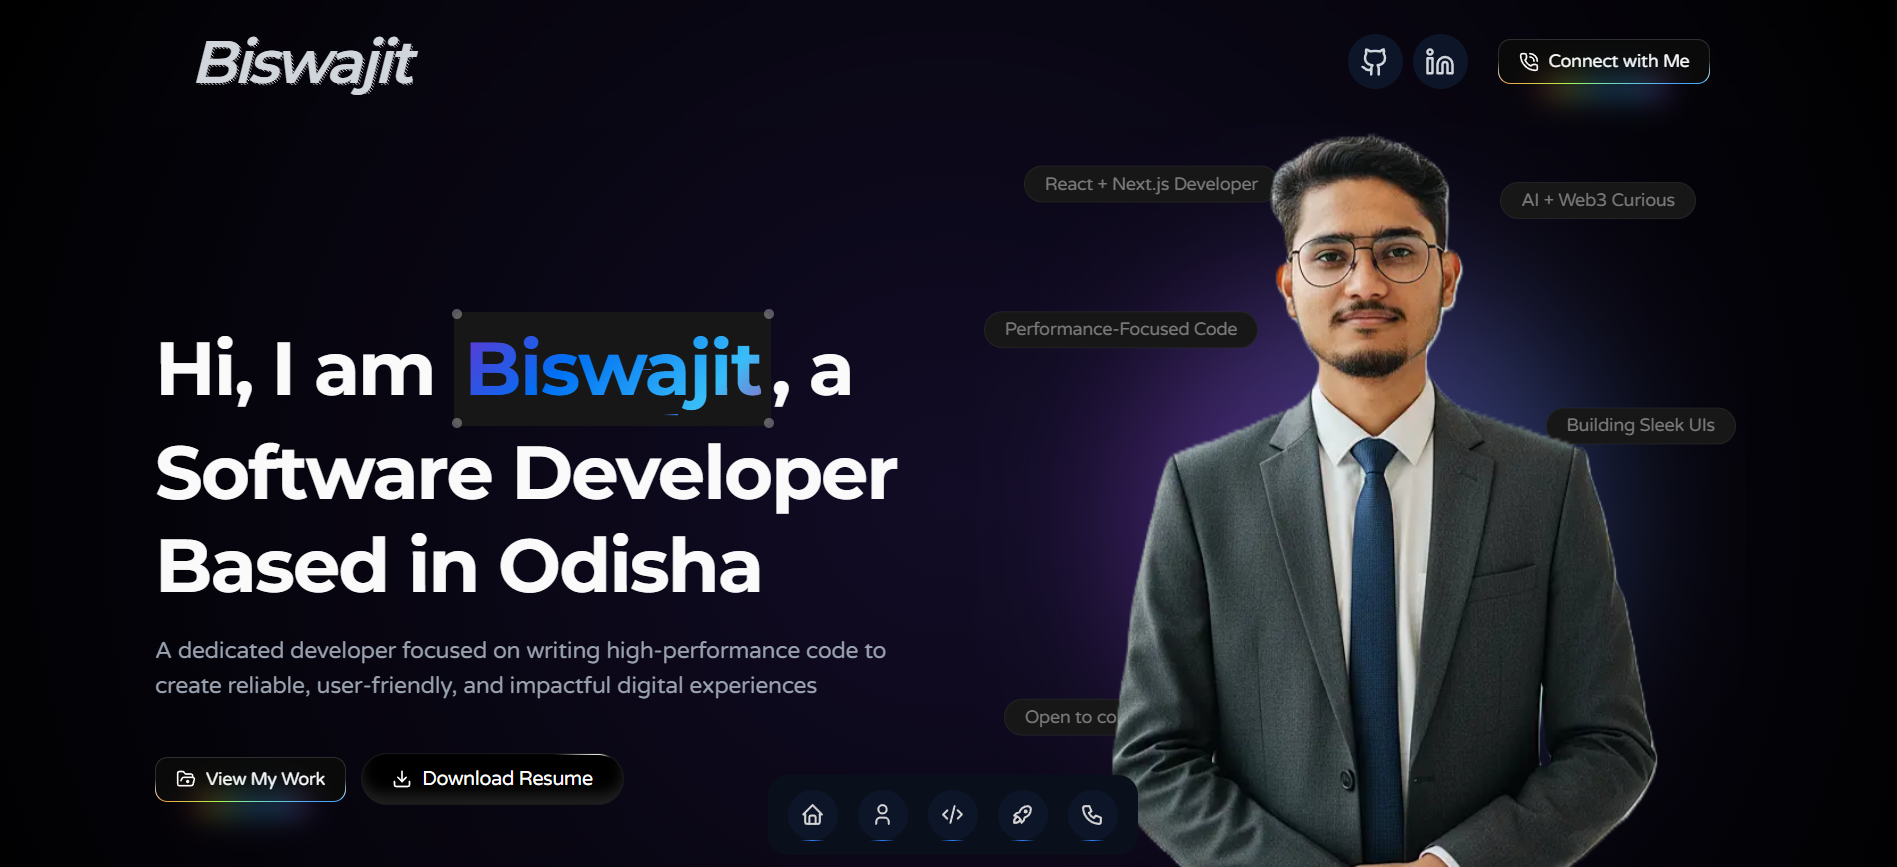 Biswajit
Connect with Me
React + Next.js Developer
AI + Web3 Curious
Performance-Focused Code
Hi, I am Biswajit, a
Software Developer
Based in Odisha
Building Sleek UIs
A dedicated developer focused on writing high-performance code to
create reliable, user-friendly, and impactful digital experiences
Open to co
View My Work
Download Resume